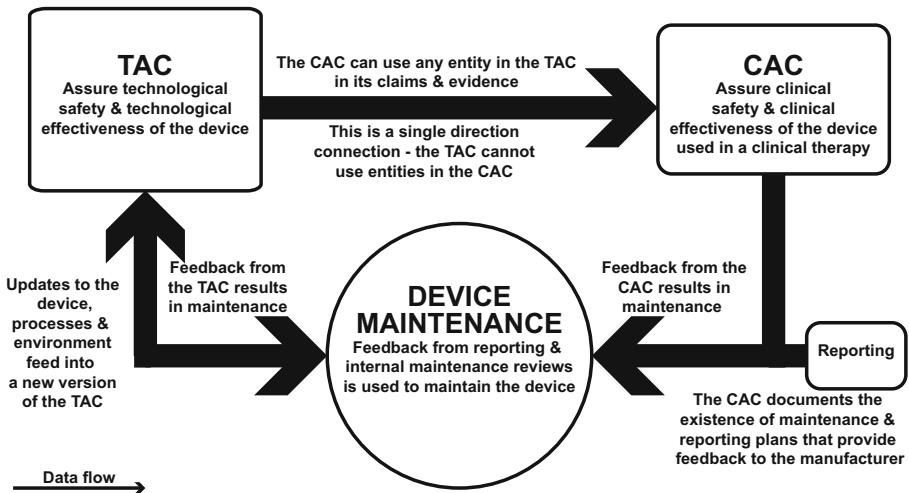 TAC
Assure technological
safety & technological
effectiveness of the device
The CAC can use any entity in the TAC
in its claims & evidence
This is a single direction
connection - the TAC cannot
use entities in the CAC
CAC
Assure clinical
safety & clinical
effectiveness of the device
used in a clinical therapy
Updates to the
device,
processes &
environment
feed into
a new version
of the TAC
Feedback from
the TAC results
in maintenance
DEVICE
MAINTENANCE
Feedback from reporting &
internal maintenance reviews
is used to maintain the device
Feedback from the
CAC results in
maintenance
Reporting
The CAC documents the
existence of maintenance &
reporting plans that provide
feedback to the manufacturer
Data flow